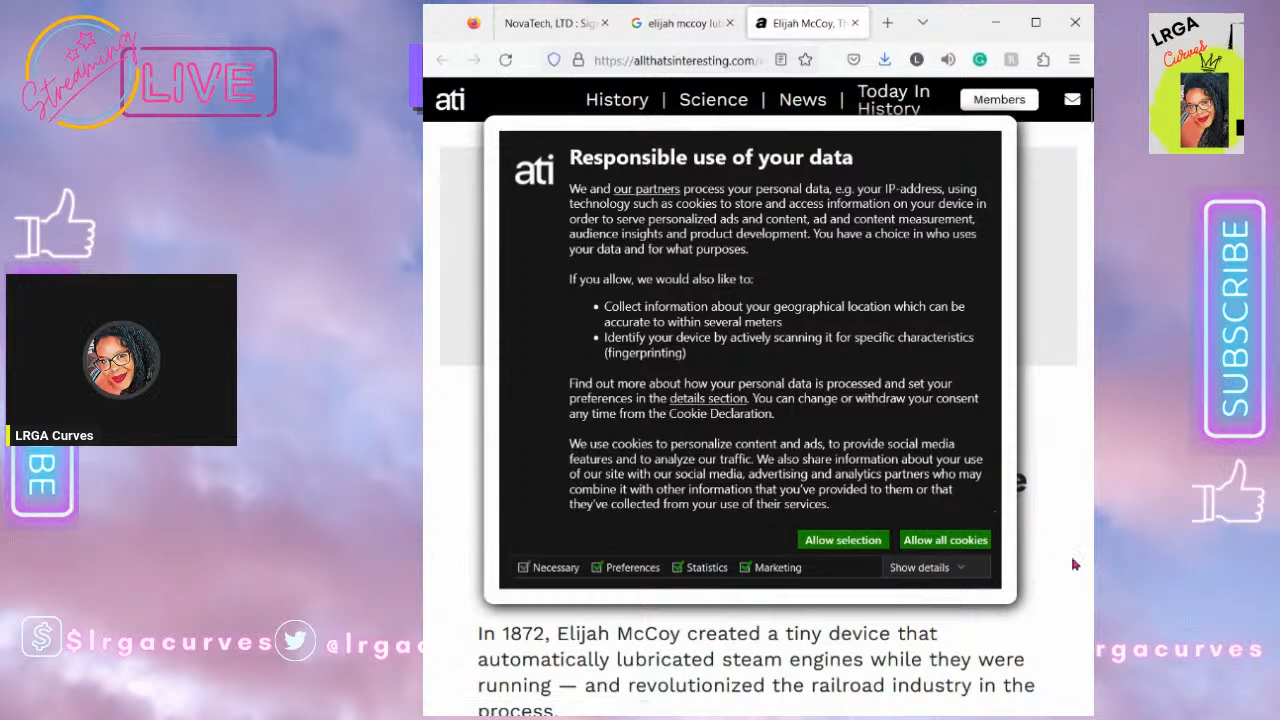 Streaming
LIVE
NovaTech, LTD : Sig
elijah mccoy lub
Elijah McCoy, Th
https://allthatsinteresting.com/
ati
History | Science | News | Today In History
Members
ati
Responsible use of your data
We and our partners process your personal data, e.g. your IP-address, using
technology such as cookies to store and access information on your device in
order to serve personalized ads and content, ad and content measurement,
audience insights and product development. You have a choice in who uses
your data and for what purposes.
If you allow, we would also like to:
• Collect information about your geographical location which can be
accurate to within several meters
• Identify your device by actively scanning it for specific characteristics
(fingerprinting)
Find out more about how your personal data is processed and set your
preferences in the details section. You can change or withdraw your consent
any time from the Cookie Declaration.
We use cookies to personalize content and ads, to provide social media
features and to analyze our traffic. We also share information about your use
of our site with our social media, advertising and analytics partners who may
combine it with other information that you've provided to them or that
they've collected from your use of their services.
Allow selection
Allow all cookies
Necessary
Preferences
Statistics
Marketing
Show details
In 1872, Elijah McCoy created a tiny device that
automatically lubricated steam engines while they were
running — and revolutionized the railroad industry in the
process.
LRGA Curves
BE
$lrgacurves
@lrgac
rgacurves
LRGA
Curves
SUBSCRIBE